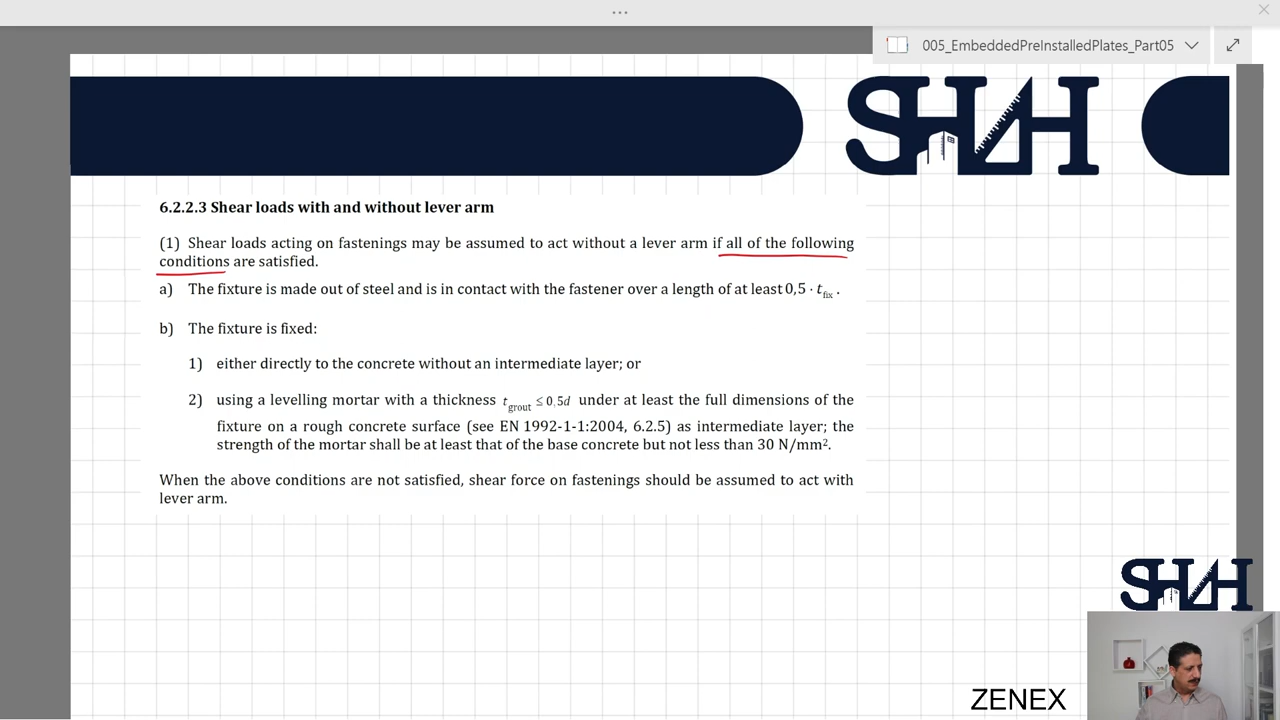 005_EmbeddedPreInstalledPlates_Part05
SHAH
6.2.2.3 Shear loads with and without lever arm
(1) Shear loads acting on fastenings may be assumed to act without a lever arm if all of the following
conditions are satisfied.
a) The fixture is made out of steel and is in contact with the fastener over a length of at least 0,5 · tfix .
b) The fixture is fixed:
1) either directly to the concrete without an intermediate layer; or
2) using a levelling mortar with a thickness tgrout ≤ 0,5d under at least the full dimensions of the
fixture on a rough concrete surface (see EN 1992-1-1:2004, 6.2.5) as intermediate layer; the
strength of the mortar shall be at least that of the base concrete but not less than 30 N/mm².
When the above conditions are not satisfied, shear force on fastenings should be assumed to act with
lever arm.
SHAH
ZENEX